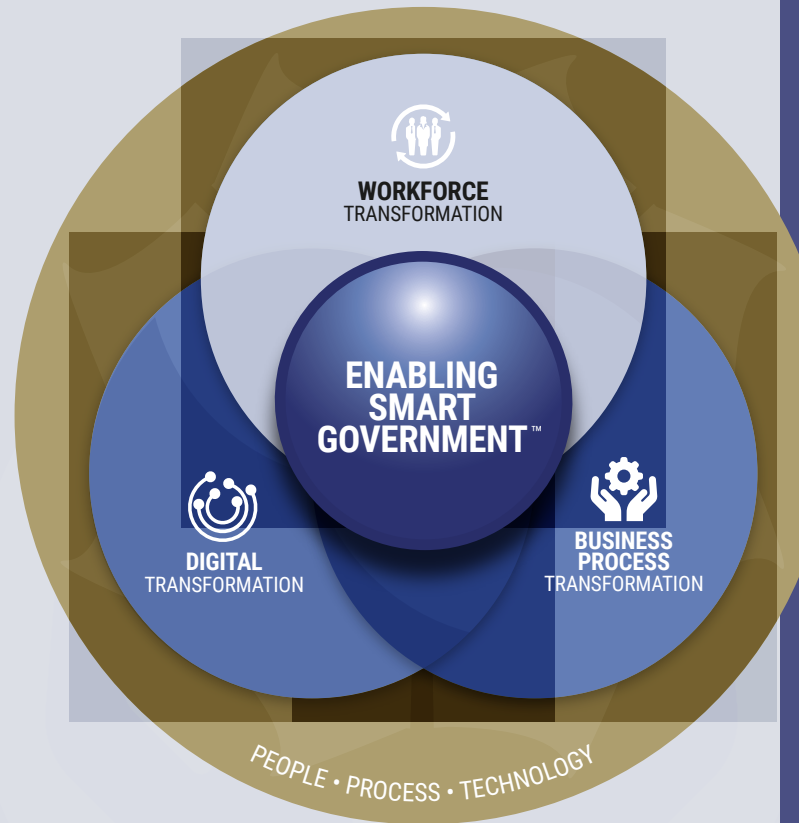 WORKFORCE
TRANSFORMATION
ENABLING
SMART
GOVERNMENT™
DIGITAL
TRANSFORMATION
BUSINESS
PROCESS
TRANSFORMATION
PEOPLE • PROCESS • TECHNOLOGY